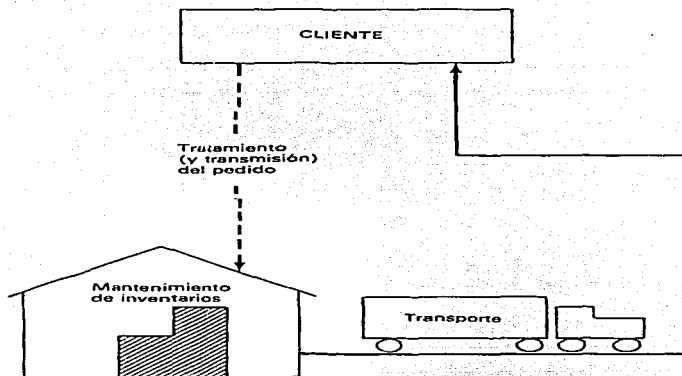 CLIENTE
Tratamiento
(y transmisión)
del pedido
Mantenimiento
de inventarios
Transporte